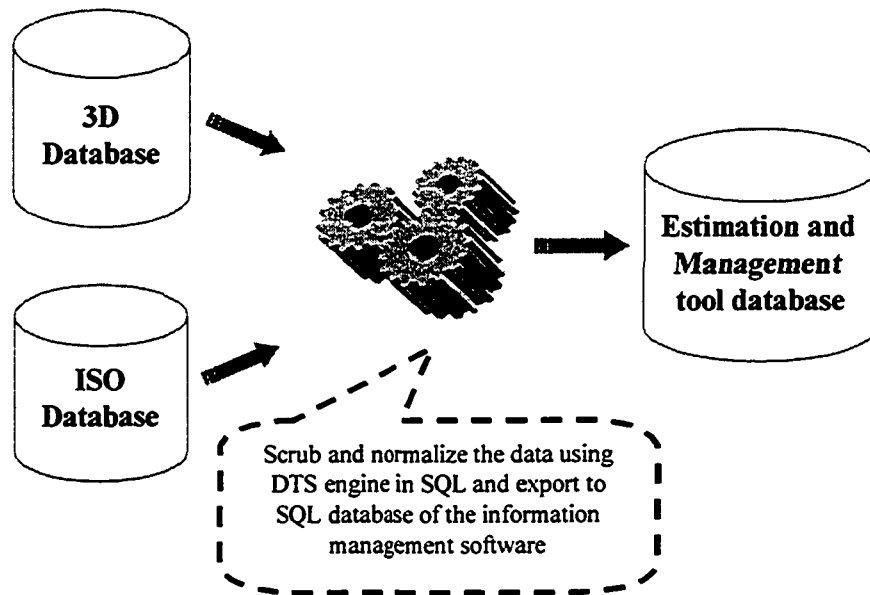 3D
Database
ISO
Database
Estimation and
Management
tool database
Scrub and normalize the data using
DTS engine in SQL and export to
SQL database of the information
management software